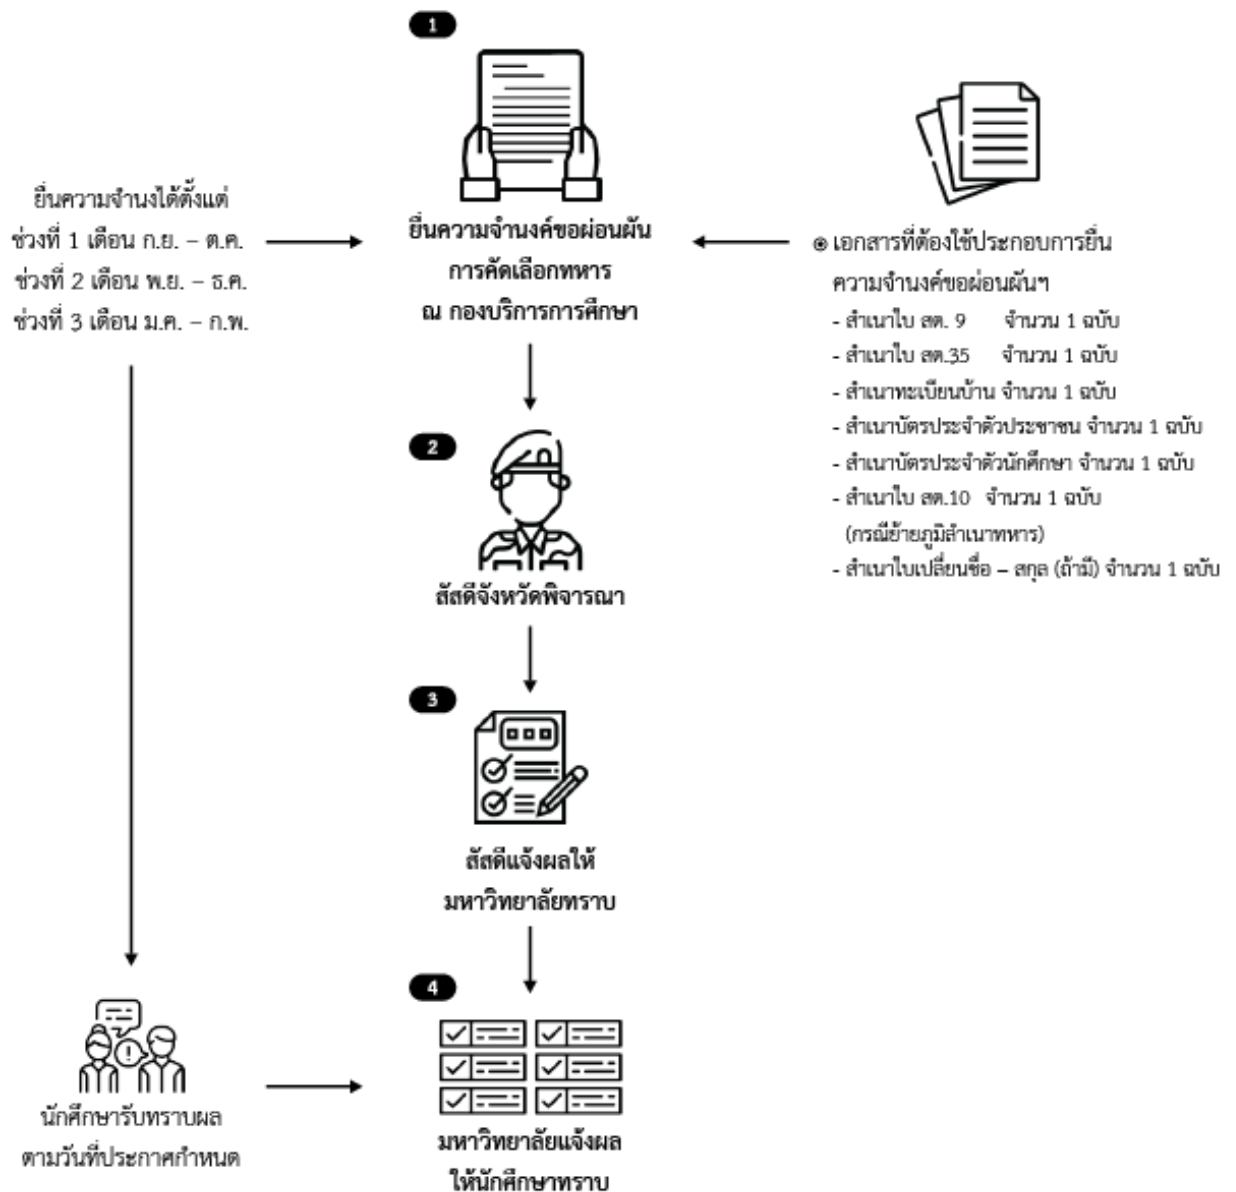 1
ยื่นความจำนงได้ตั้งแต่
ช่วงที่ 1 เดือน ก.ย. – ต.ค.
ช่วงที่ 2 เดือน พ.ย. – ธ.ค.
ช่วงที่ 3 เดือน ม.ค. – ก.พ.
ยื่นความจำนงค์ขอผ่อนผัน
การคัดเลือกทหาร
ณ กองบริการการศึกษา
เอกสารที่ต้องใช้ประกอบการยื่น
ความจำนงค์ขอผ่อนผันฯ
- สำเนาใบ สด. 9 จำนวน 1 ฉบับ
- สำเนาใบ สด.35 จำนวน 1 ฉบับ
- สำเนาทะเบียนบ้าน จำนวน 1 ฉบับ
- สำเนาบัตรประจำตัวประชาชน จำนวน 1 ฉบับ
- สำเนาบัตรประจำตัวนักศึกษา จำนวน 1 ฉบับ
- สำเนาใบ สด.10 จำนวน 1 ฉบับ
(กรณีย้ายภูมิลำเนาทหาร)
- สำเนาใบเปลี่ยนชื่อ – สกุล (ถ้ามี) จำนวน 1 ฉบับ
2
สัสดีจังหวัดพิจารณา
3
สัสดีแจ้งผลให้
มหาวิทยาลัยทราบ
4
มหาวิทยาลัยแจ้งผล
ให้นักศึกษาทราบ
นักศึกษารับทราบผล
ตามวันที่ประกาศกำหนด